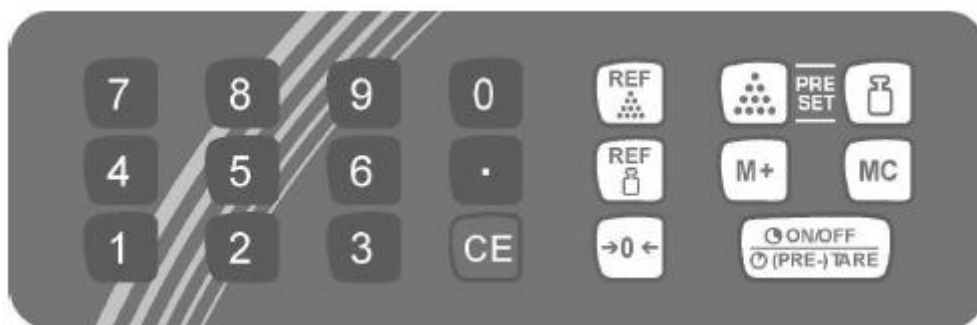 7 8 9 0 REF PRE
SET
4 5 6 . REF M+ MC
1 2 3 CE →0← ON/OFF
(PRE-)TARE